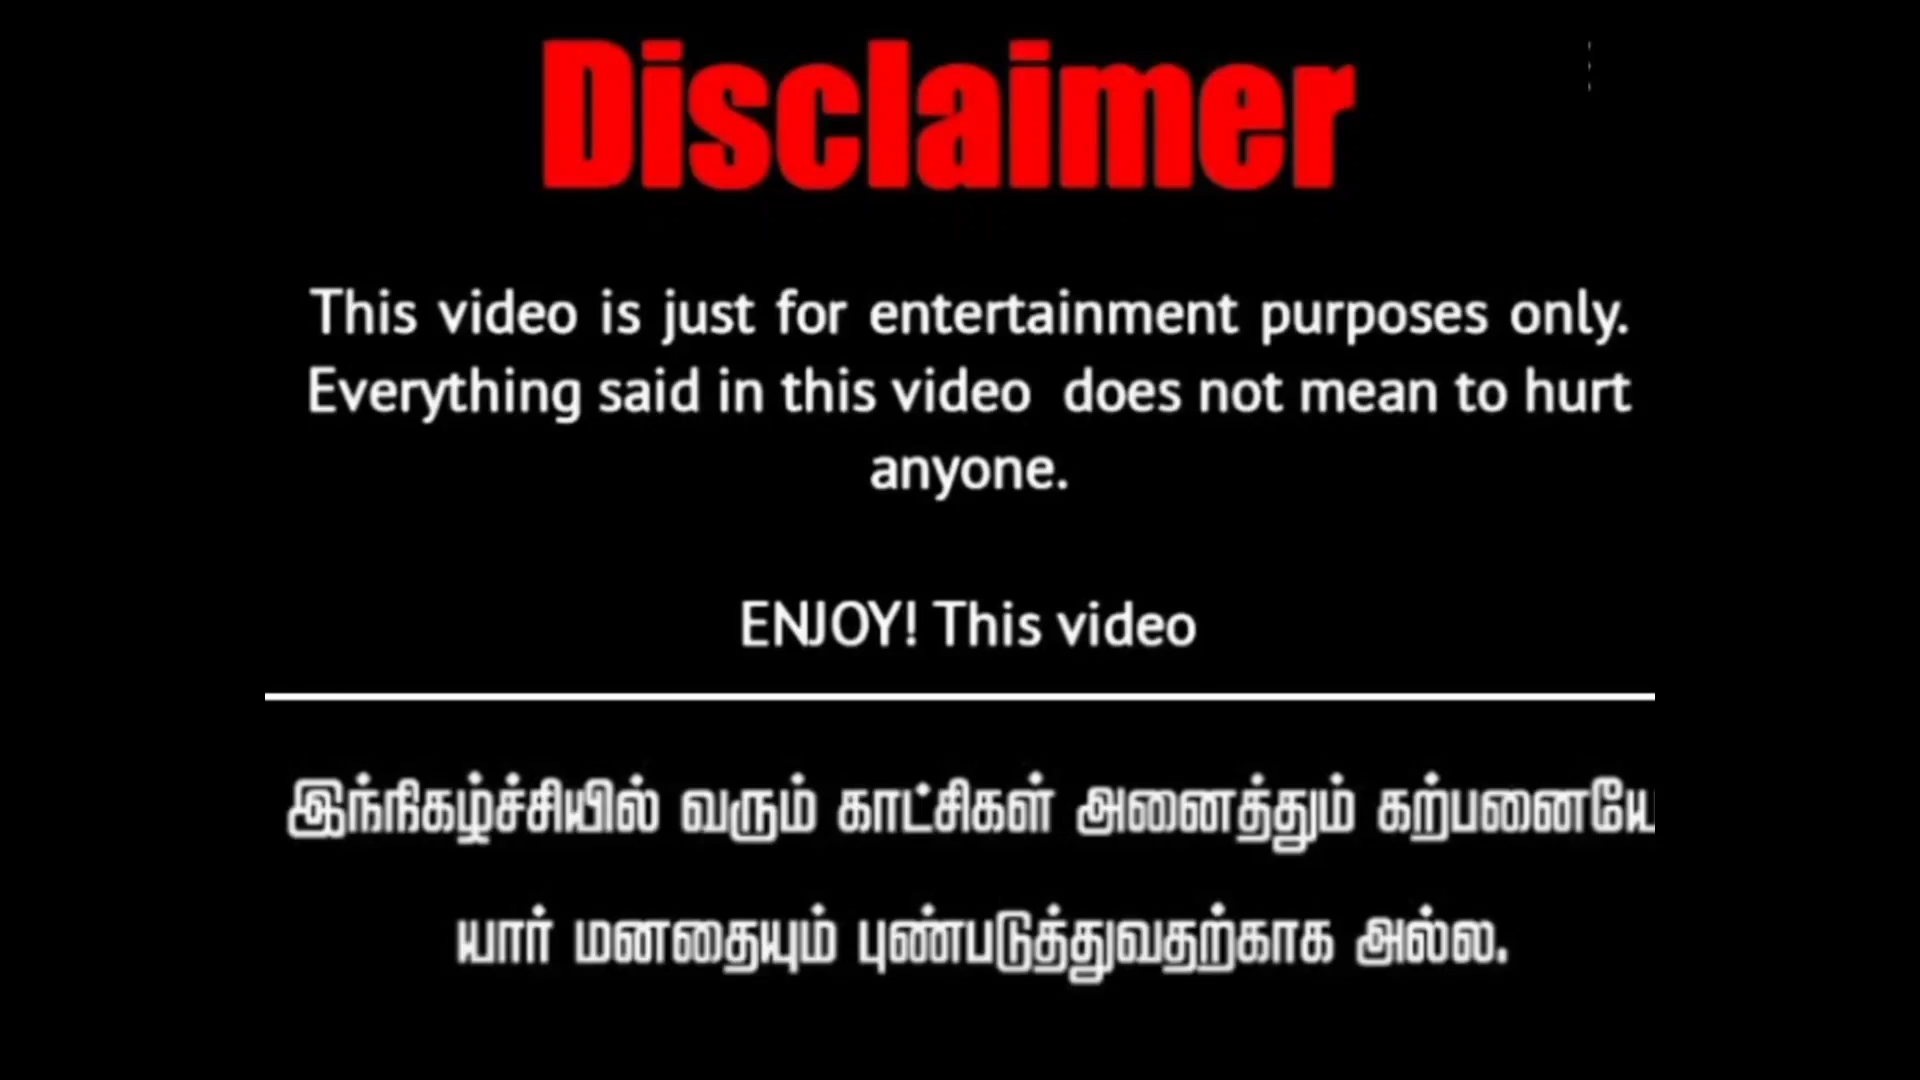 Disclaimer
This video is just for entertainment purposes only.
Everything said in this video does not mean to hurt
anyone.
ENJOY! This video
இந்நிகழ்ச்சியில் வரும் காட்சிகள் அனைத்தும் கற்பனையே
யார் மனதையும் புண்படுத்துவதற்காக அல்ல.